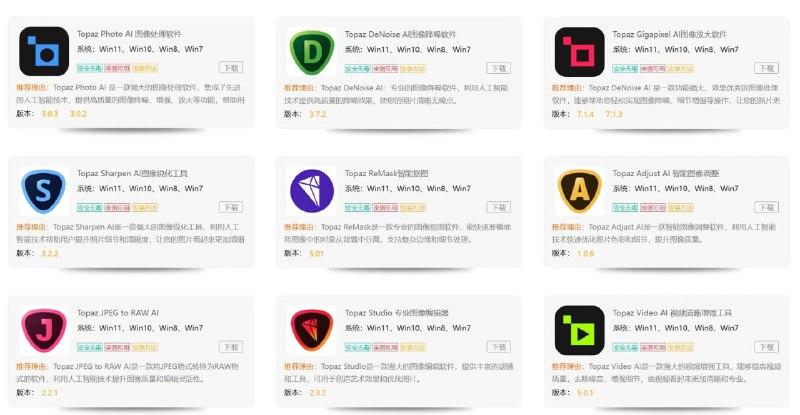 Topaz Photo AI 图像处理软件
系统：Win11、Win10、Win8、Win7
安全无毒 亲测可用 安装方法
下载
推荐理由：Topaz Photo AI 是一款强大的图像处理软件，集成了先进
的人工智能技术，提供高质量的图像降噪、增强、放大等功能，帮助用
版本： 3.0.3 3.0.2
Topaz DeNoise AI图像降噪软件
系统：Win11、Win10、Win8、Win7
安全无毒 亲测可用 安装方法
下载
推荐理由：Topaz DeNoise AI：专业的图像降噪软件，利用人工智能
技术提供高质量的降噪效果，使您的照片清晰无噪点。
版本： 3.7.2
Topaz Gigapixel AI图像放大软件
系统：Win11、Win10、Win8、Win7
安全无毒 亲测可用 安装方法
下载
推荐理由：Topaz DeNoise AI 是一款功能强大、效果优秀的图像处理
软件，能够帮助您轻松实现图像降噪、细节增强等操作，让您的照片更
版本： 7.1.4 7.1.3
Topaz Sharpen AI图像锐化工具
系统：Win11、Win10、Win8、Win7
安全无毒 亲测可用 安装方法
下载
推荐理由：Topaz Sharpen AI是一款强大的图像锐化工具，利用人工
智能技术帮助用户提升照片细节和清晰度，让您的图片看起来更加清晰
版本： 3.2.2
Topaz ReMask智能抠图
系统：Win11、Win10、Win8、Win7
安全无毒 亲测可用 安装方法
下载
推荐理由：Topaz ReMask是一款专业的图像抠图软件，能快速准确地
将图像中的对象从背景中分离，支持复杂边缘和细节处理。
版本： 5.01
Topaz Adjust AI 智能图像调整
系统：Win11、Win10、Win8、Win7
安全无毒 亲测可用 安装方法
下载
推荐理由：Topaz Adjust AI是一款智能图像调整软件，利用人工智能
技术快速优化照片色彩和细节，提升图像质量。
版本： 1.0.6
Topaz JPEG to RAW AI
系统：Win11、Win10、Win8、Win7
安全无毒 亲测可用 安装方法
下载
推荐理由：Topaz JPEG to RAW AI是一款将JPEG格式转换为RAW格
式的软件，利用人工智能技术提升图像质量和编辑灵活性。
版本： 2.2.1
Topaz Studio 专业图像编辑器
系统：Win11、Win10、Win8、Win7
安全无毒 亲测可用 安装方法
下载
推荐理由：Topaz Studio是一款强大的图像编辑软件，提供丰富的滤镜
和工具，可用于创造艺术效果和优化照片。
版本： 2.3.2
Topaz Video AI 视频清晰增强工具
系统：Win11、Win10、Win8、Win7
安全无毒 亲测可用 安装方法
下载
推荐理由：Topaz Video AI是一款强大的视频增强工具，能够提高视频
质量，去除噪音，增强细节，使视频看起来更加清晰和专业。
版本： 5.0.1